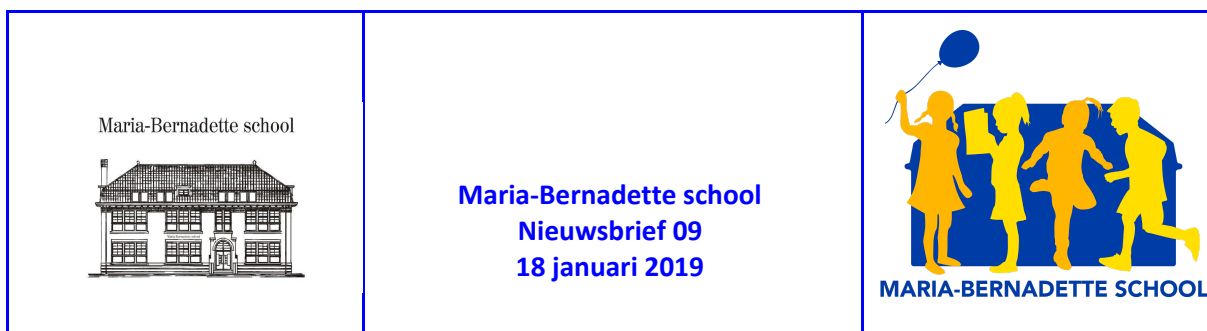 Maria-Bernadette school
Maria-Bernadette school
Nieuwsbrief 09
18 januari 2019
MARIA-BERNADETTE SCHOOL